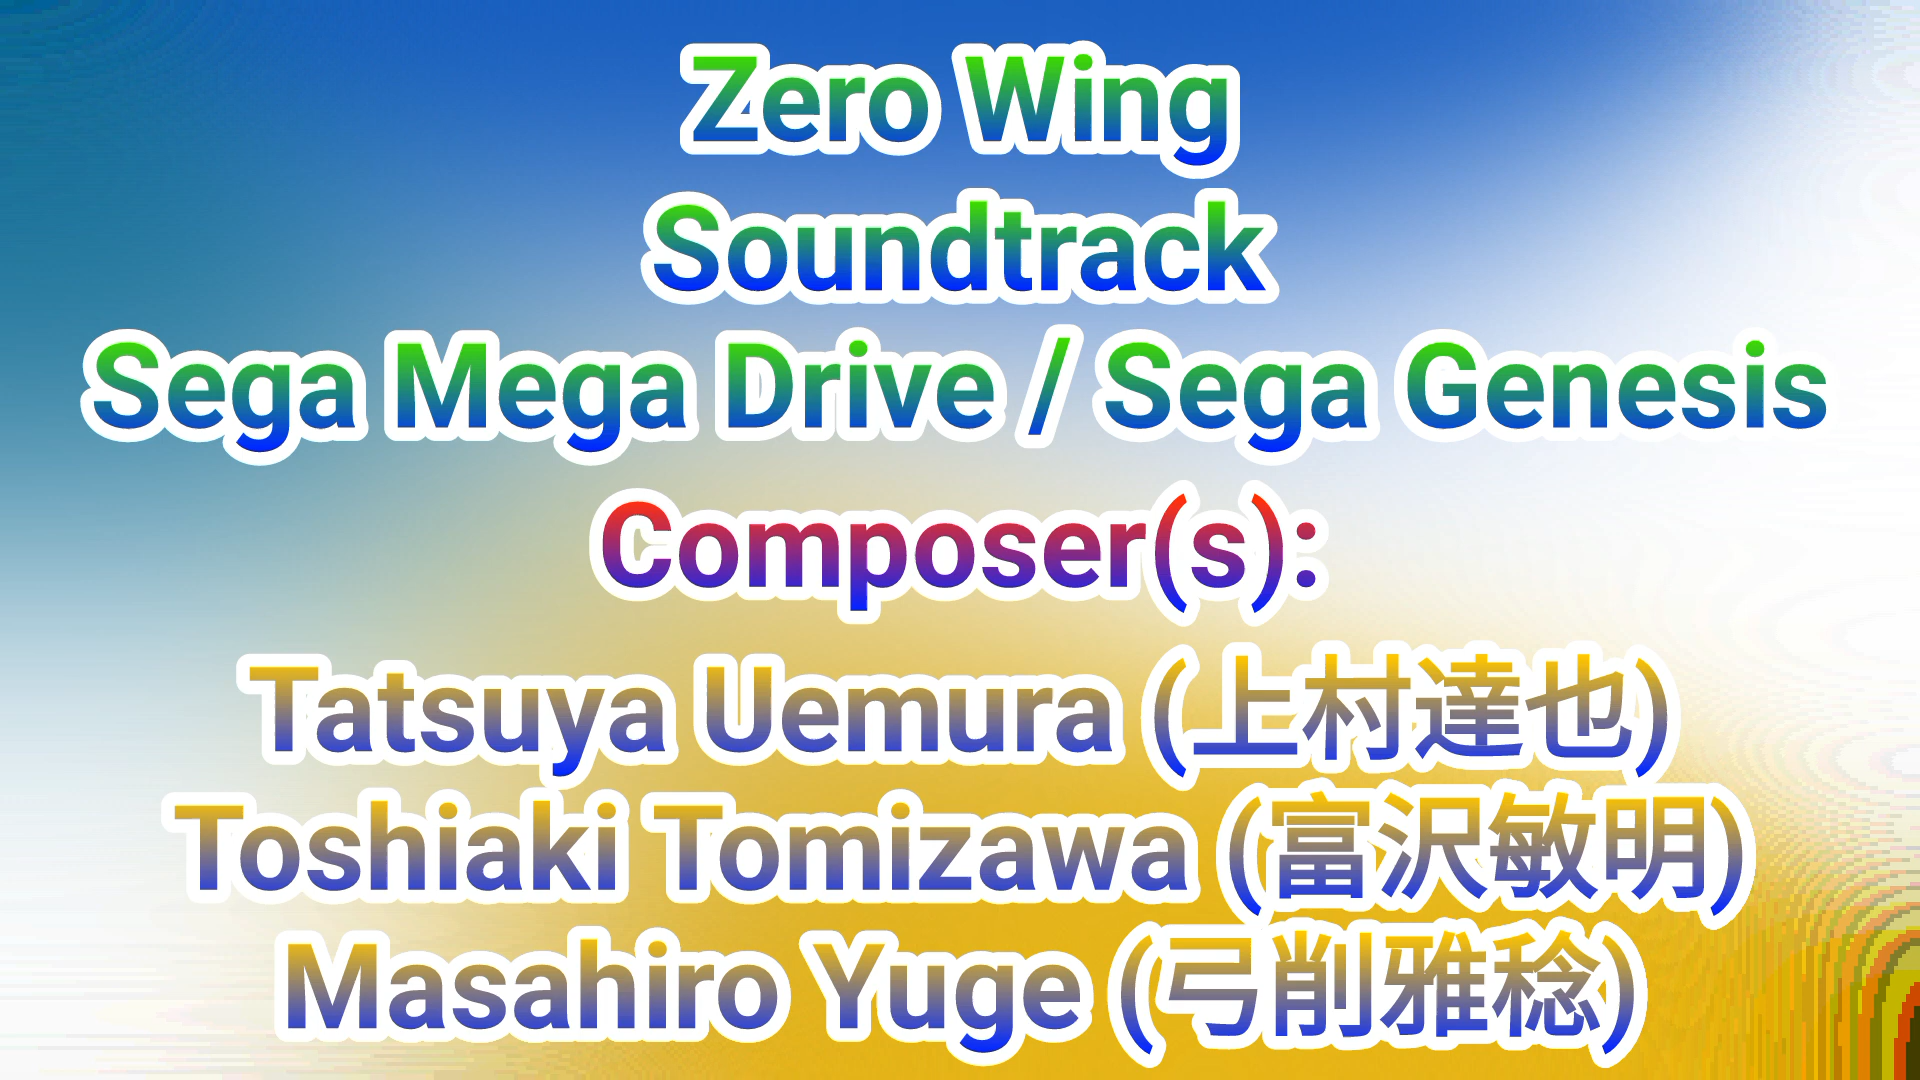 Zero Wing
Soundtrack
Sega Mega Drive / Sega Genesis
Composer(s):
Tatsuya Uemura (上村達也)
Toshiaki Tomizawa (富沢敏明)
Masahiro Yuge (弓削雅稔)